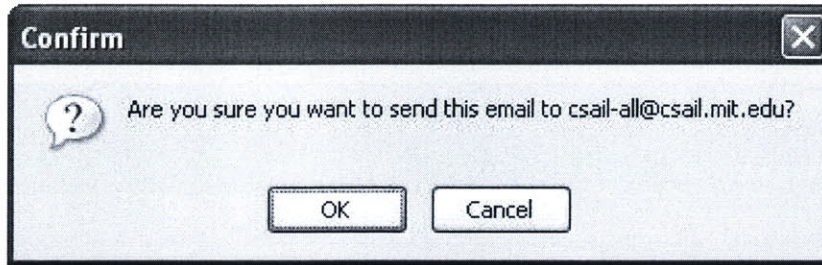 Confirm
Are you sure you want to send this email to csail-all@csail.mit.edu?
OK
Cancel